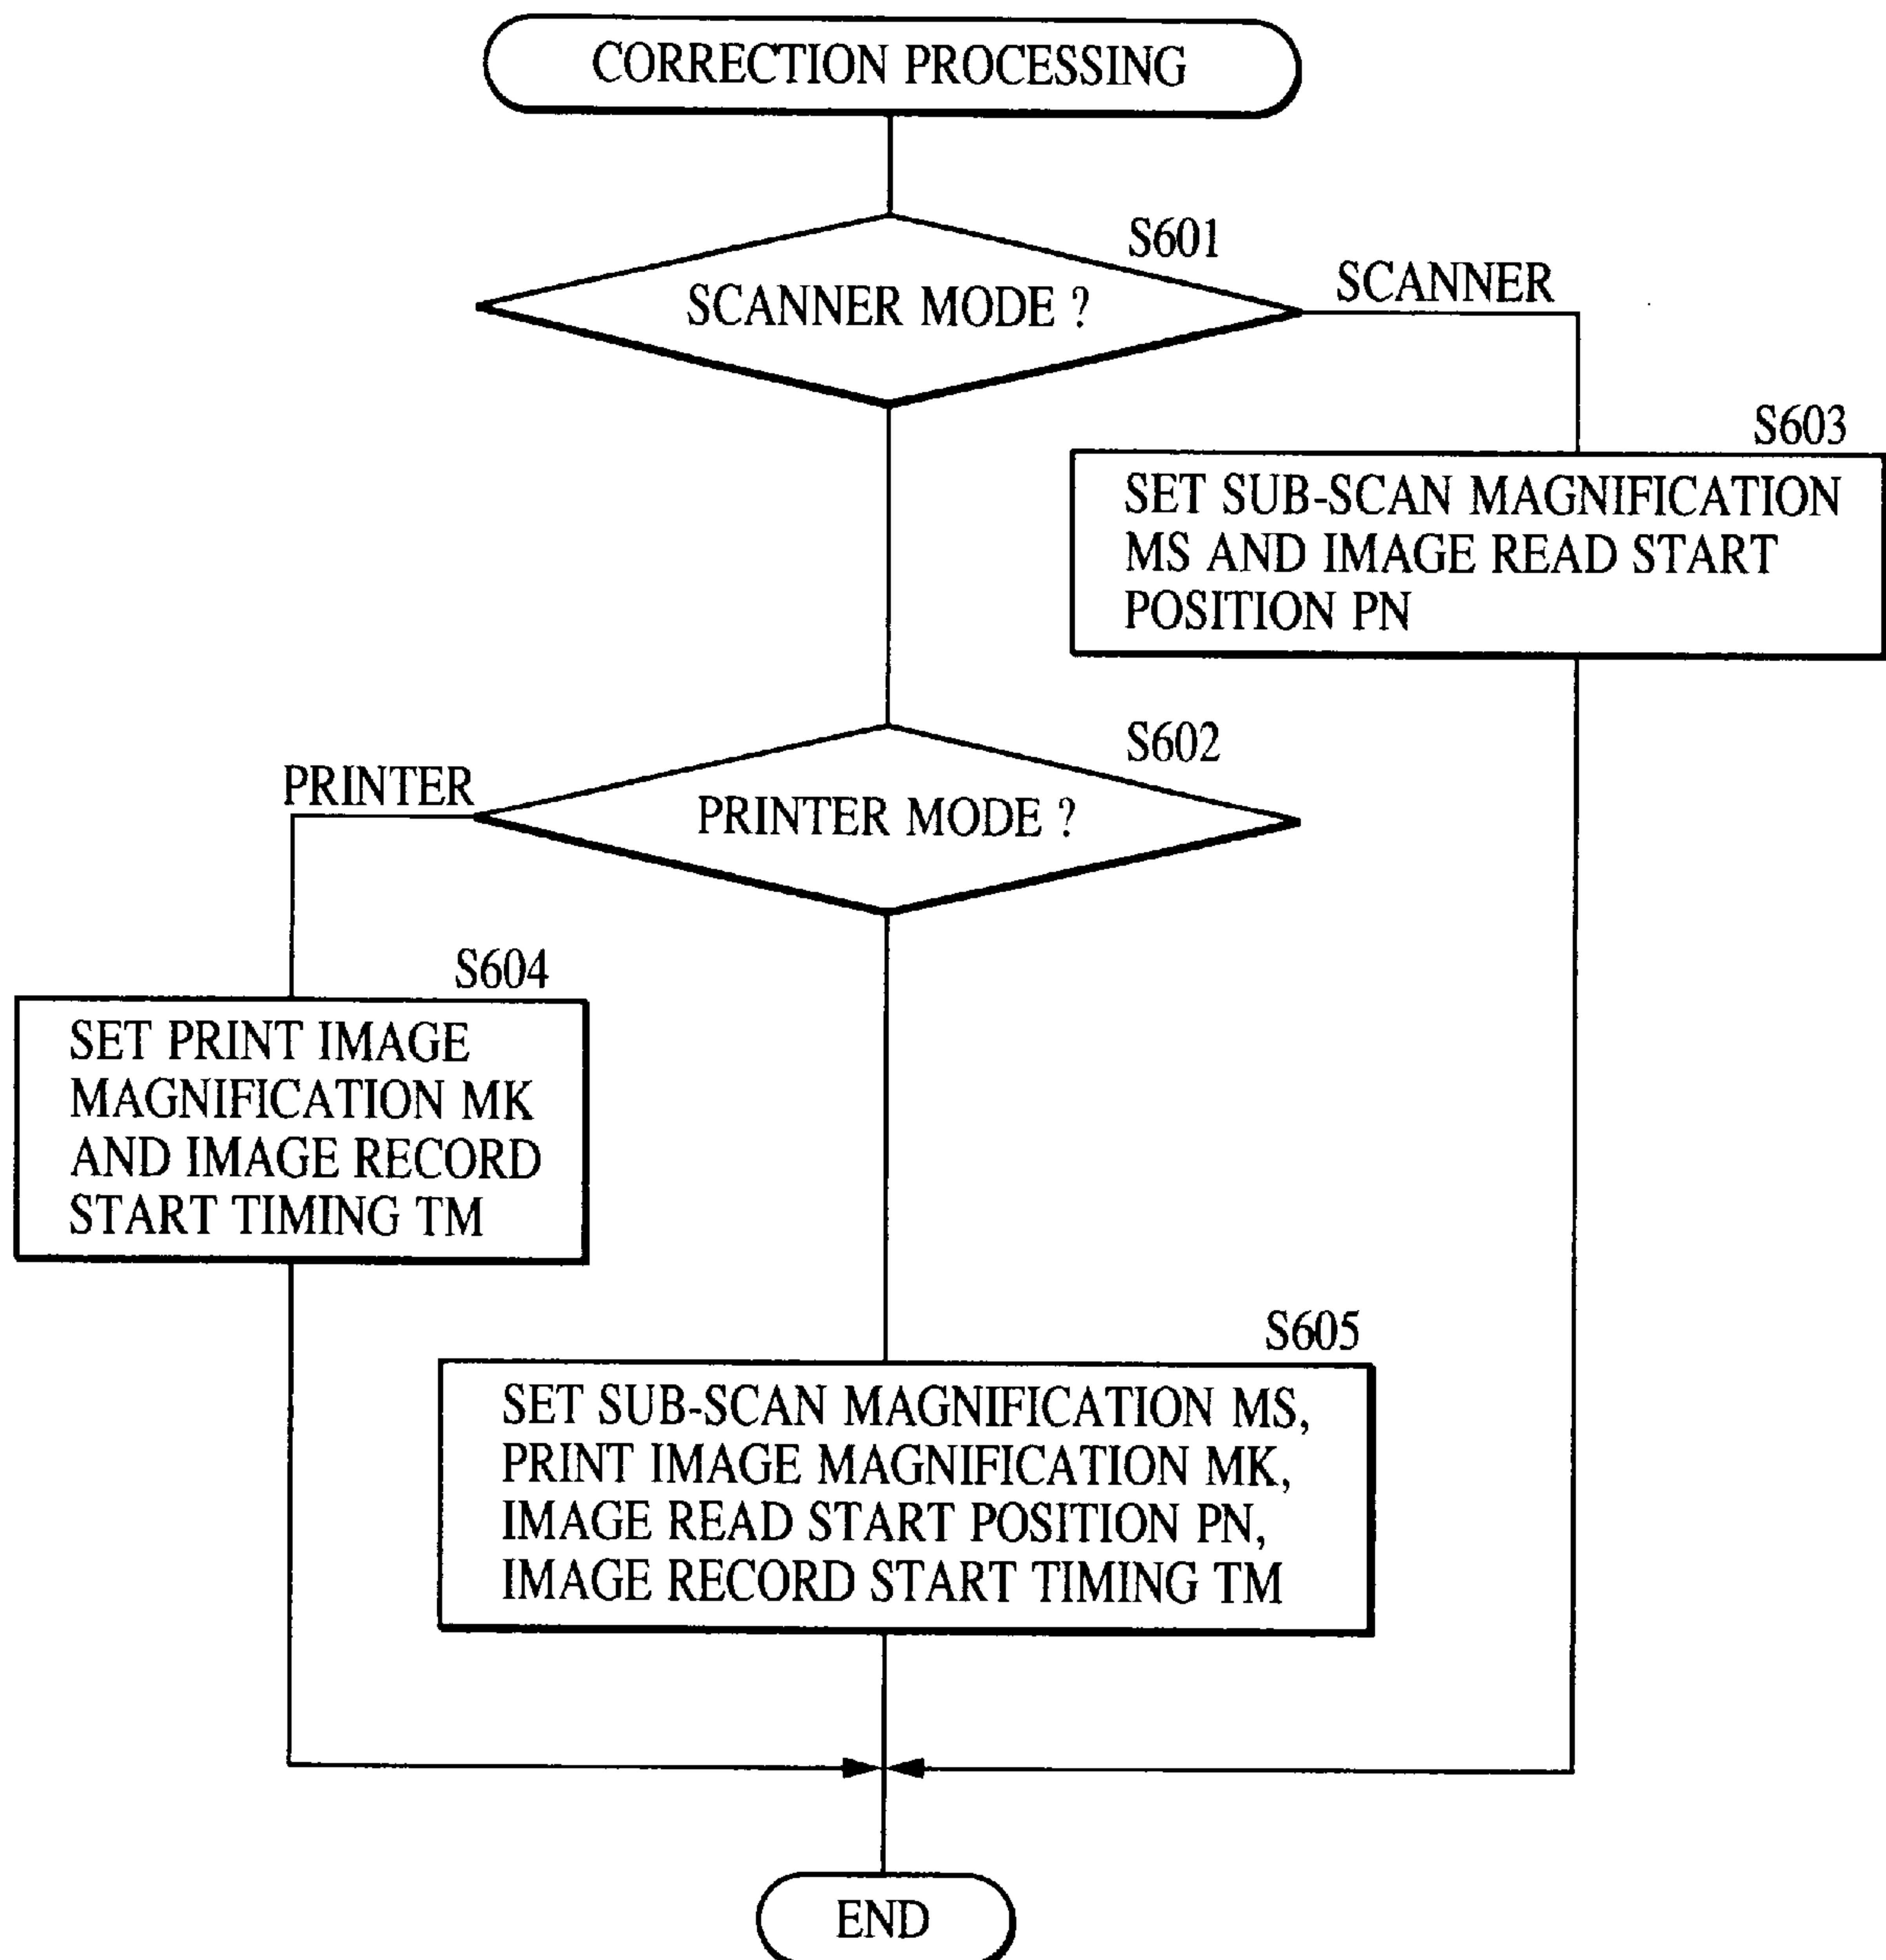 CORRECTION PROCESSING
S601
SCANNER MODE ?
SCANNER
S603
SET SUB-SCAN MAGNIFICATION
MS AND IMAGE READ START
POSITION PN
S602
PRINTER
PRINTER MODE ?
S604
SET PRINT IMAGE
MAGNIFICATION MK
AND IMAGE RECORD
START TIMING TM
S605
SET SUB-SCAN MAGNIFICATION MS,
PRINT IMAGE MAGNIFICATION MK,
IMAGE READ START POSITION PN,
IMAGE RECORD START TIMING TM
END